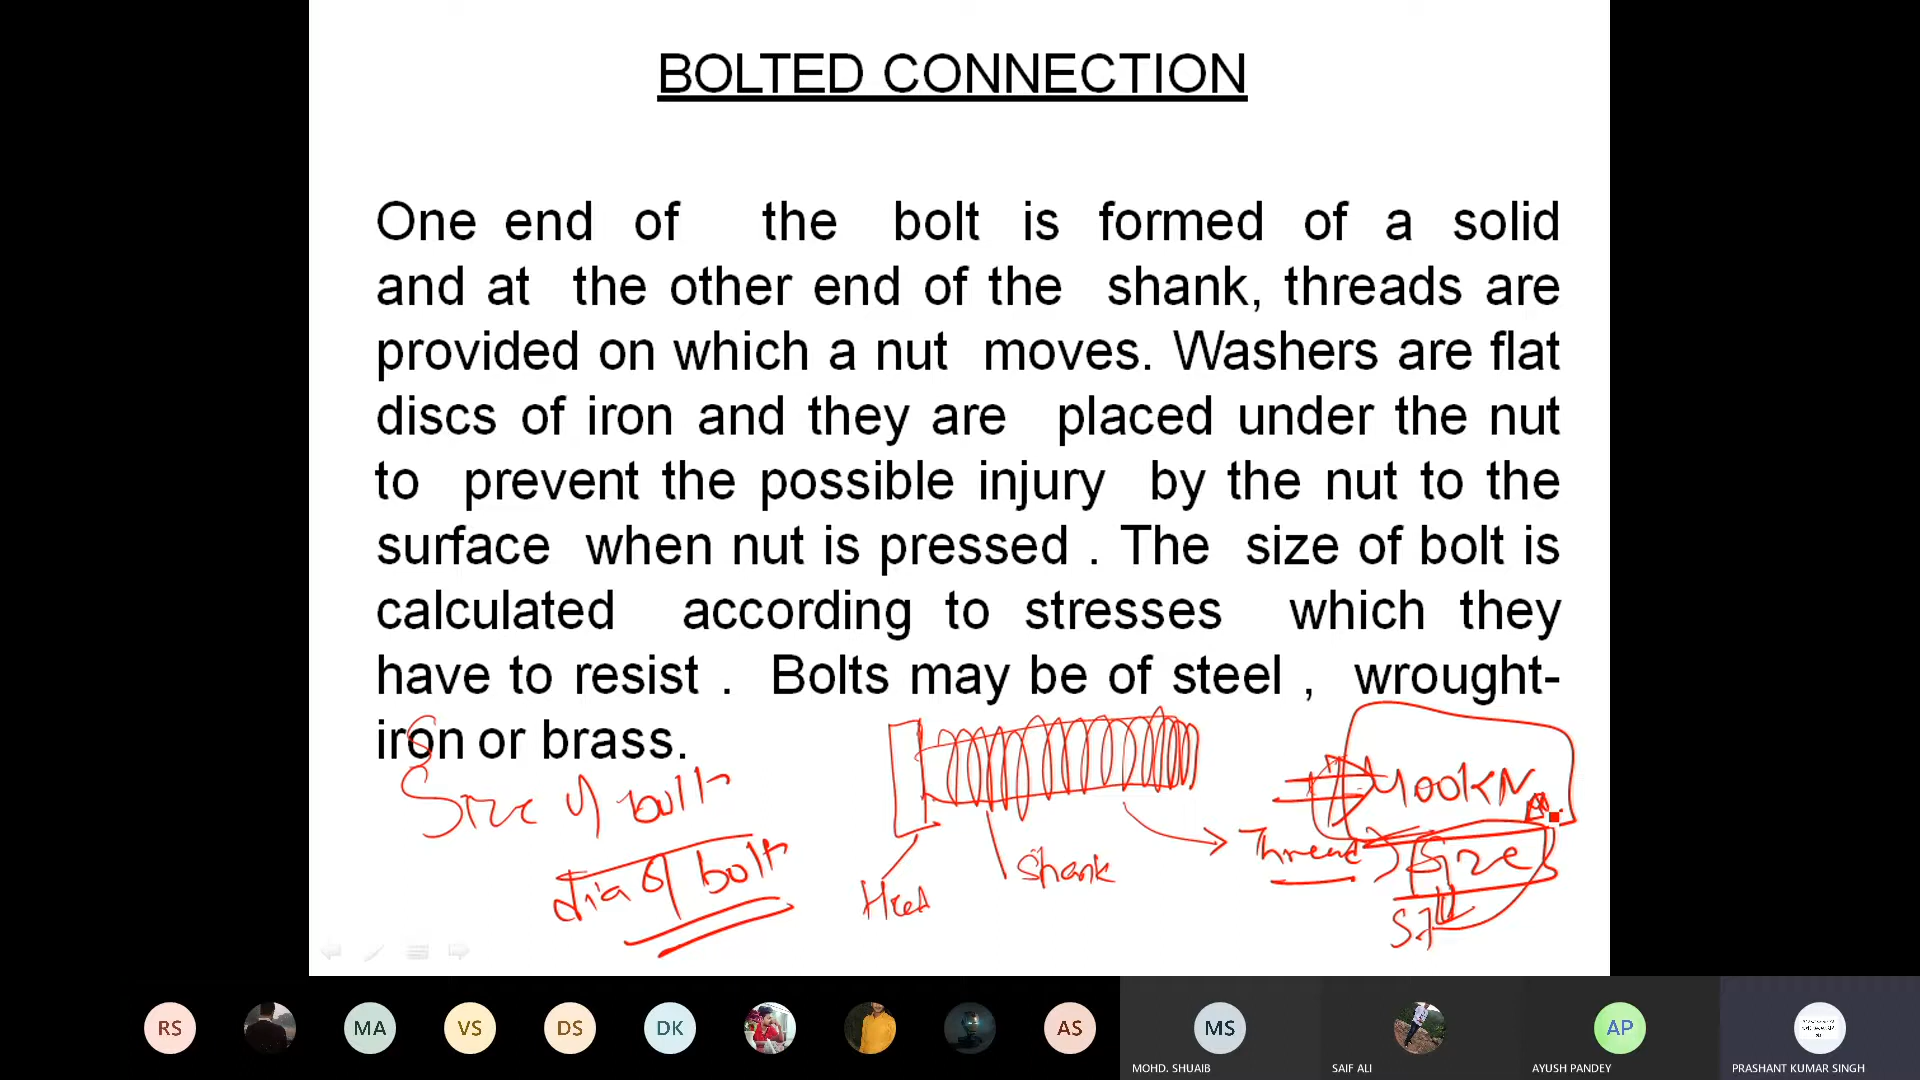 BOLTED CONNECTION
One end of the bolt is formed of a solid
and at the other end of the shank, threads are
provided on which a nut moves. Washers are flat
discs of iron and they are placed under the nut
to prevent the possible injury by the nut to the
surface when nut is pressed . The size of bolt is
calculated according to stresses which they
have to resist . Bolts may be of steel , wrought-
iron or brass.
Size of bolt
dia of bolt
Shank
Thread
400KN
Size
RS
MA
VS
DS
DK
AS
MS
AP
MOHD. SHUAIB
SAIF ALI
AYUSH PANDEY
PRASHANT KUMAR SINGH